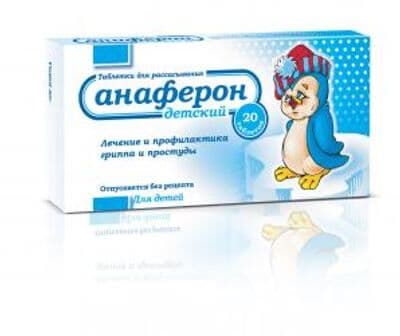 Таблетки для рассасывания
анаферон
детский
20
таблеток
Лечение и профилактика
гриппа и простуды
Отпускается без рецепта
Для детей